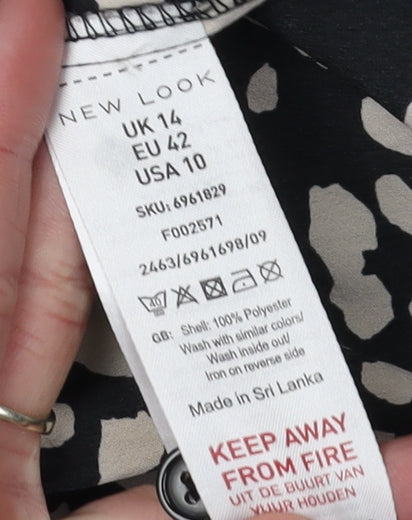 NEW LOOK
UK 14
EU 42
USA 10
SKU: 6961829
F002571
2463/6961698/09
40
GB: Shell: 100% Polyester
Wash with similar colors/
Wash inside out/
Iron on reverse side
Made in Sri Lanka
KEEP AWAY
FROM FIRE
UIT DE BUURT VAN
VUUR HOUDEN